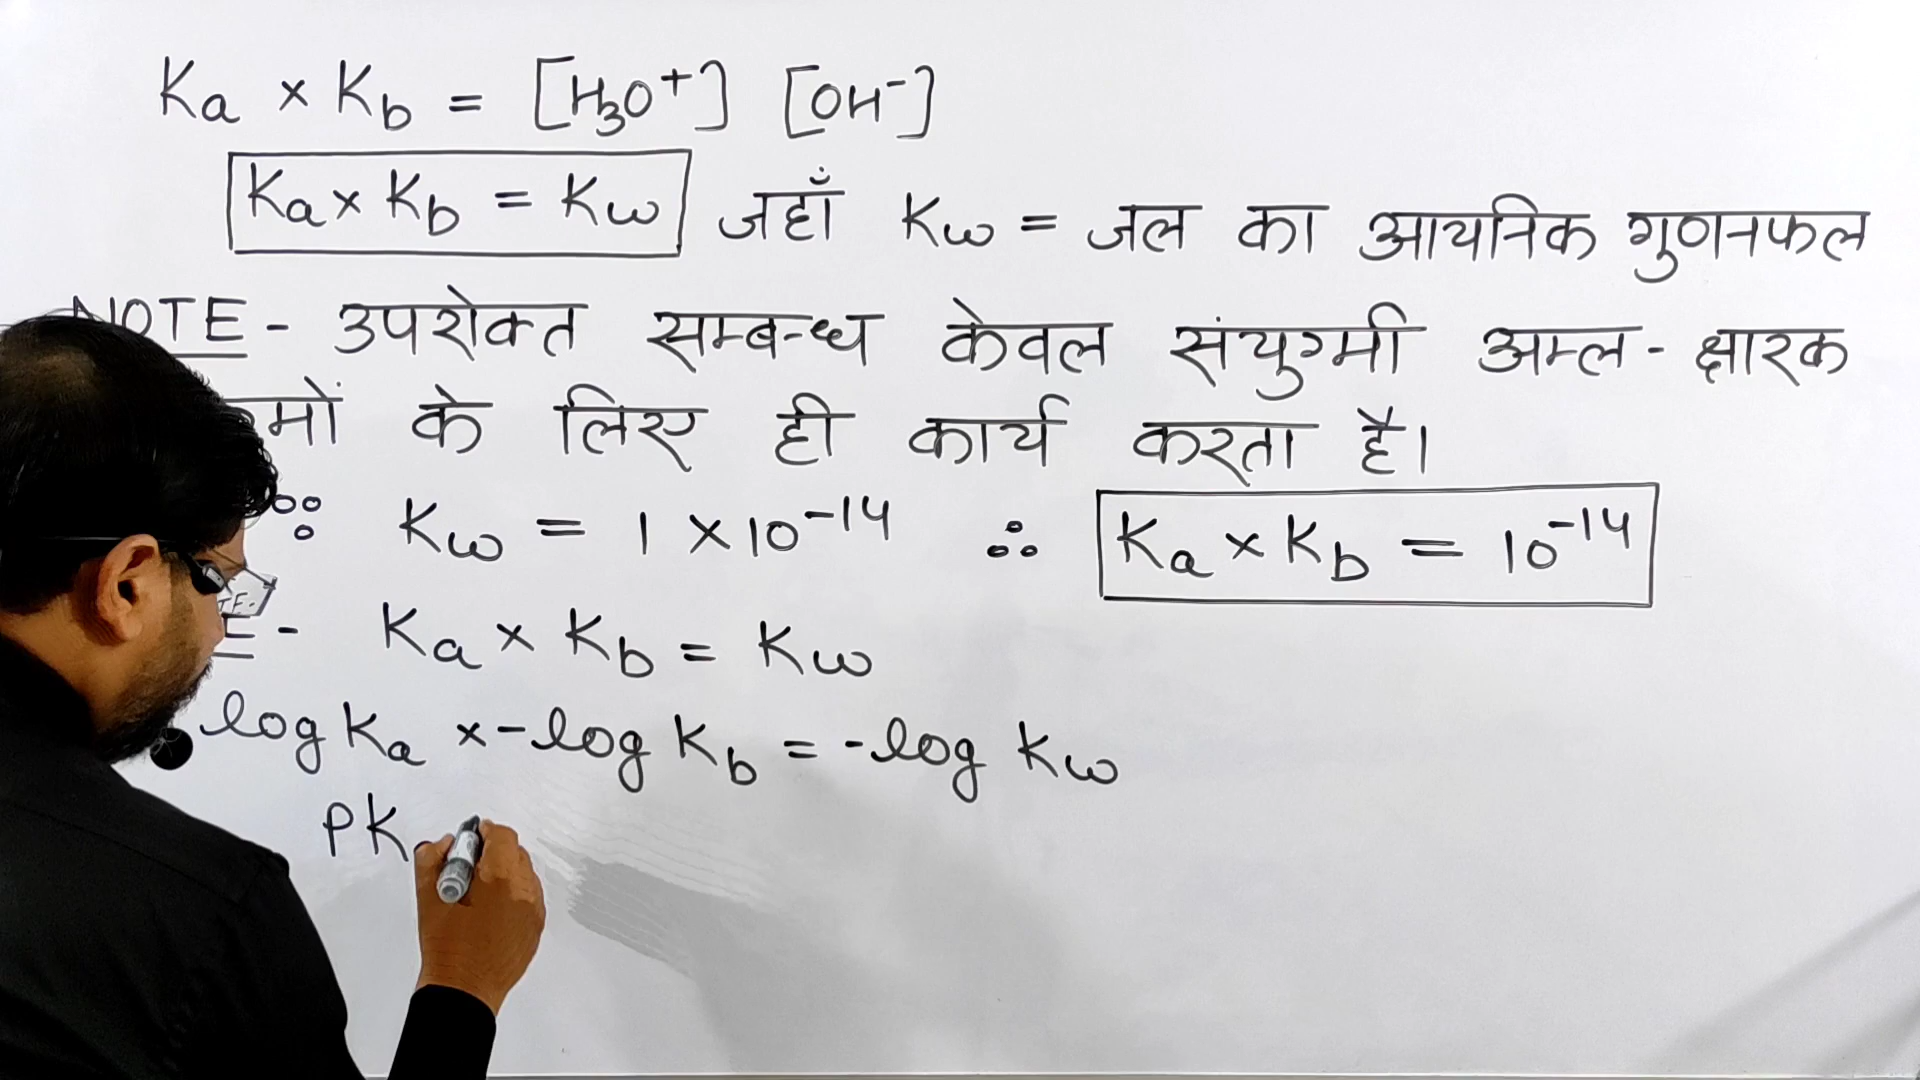 Ka × Kb = [H₃O⁺] [OH⁻]
Ka × Kb = Kw जहाँ Kw = जल का आयनिक गुणनफल
NOTE - उपरोक्त सम्बन्ध केवल संयुग्मी अम्ल - क्षारक
के लिए ही कार्य करता है।
∵ Kw = 1 × 10⁻¹⁴ ∴ Ka × Kb = 10⁻¹⁴
Ka × Kb = Kw
log Ka × -log Kb = -log Kw
PK